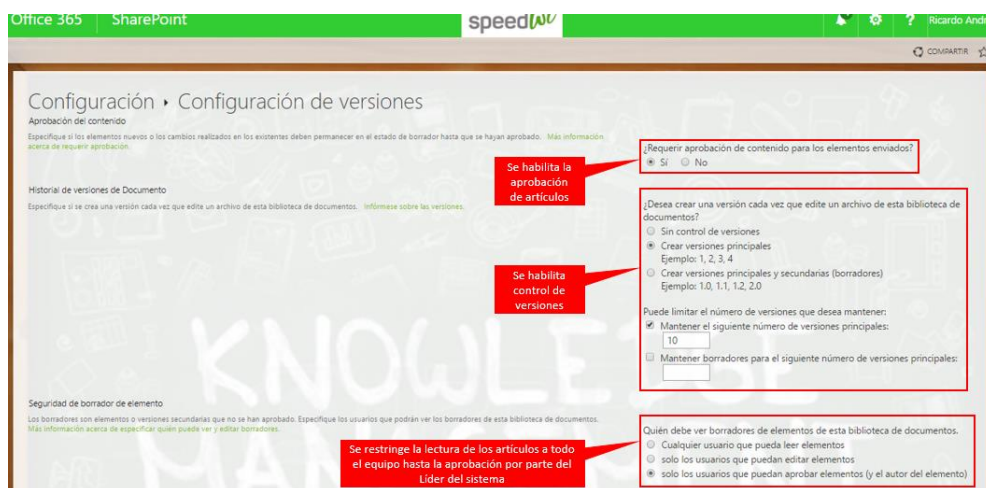 Office 365 SharePoint speedwi ? Ricardo Andr
COMPARTIR
Configuración ▸ Configuración de versiones
Aprobación del contenido
Especifique si los elementos nuevos o los cambios realizados en los existentes deben permanecer en el estado de borrador hasta que se hayan aprobado. Más información
acerca de requerir aprobación.
¿Requerir aprobación de contenido para los elementos enviados?
Sí No
Se habilita la
aprobación
de artículos
Historial de versiones de Documento
Especifique si se crea una versión cada vez que edite un archivo de esta biblioteca de documentos. Infórmese sobre las versiones.
¿Desea crear una versión cada vez que edite un archivo de esta biblioteca de
documentos?
Sin control de versiones
Crear versiones principales
Ejemplo: 1, 2, 3, 4
Crear versiones principales y secundarias (borradores)
Ejemplo: 1.0, 1.1, 1.2, 2.0
Se habilita
control de
versiones
Puede limitar el número de versiones que desea mantener:
Mantener el siguiente número de versiones principales:
10
Mantener borradores para el siguiente número de versiones principales:
KNOWLEDGE
MANAGEMENT
Seguridad de borrador de elemento
Los borradores son elementos o versiones secundarias que no se han aprobado. Especifique los usuarios que podrán ver los borradores de esta biblioteca de documentos.
Más información acerca de especificar quién puede ver y editar borradores.
Quién debe ver borradores de elementos de esta biblioteca de documentos.
Cualquier usuario que pueda leer elementos
solo los usuarios que puedan editar elementos
solo los usuarios que puedan aprobar elementos (y el autor del elemento)
Se restringe la lectura de los artículos a todo
el equipo hasta la aprobación por parte del
Líder del sistema